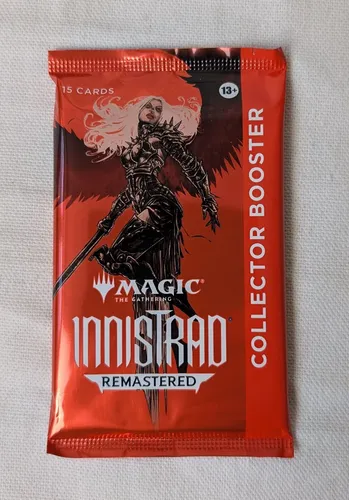 15 CARDS
13+
COLLECTOR BOOSTER
MAGIC
THE GATHERING
INNISTRAD
REMASTERED